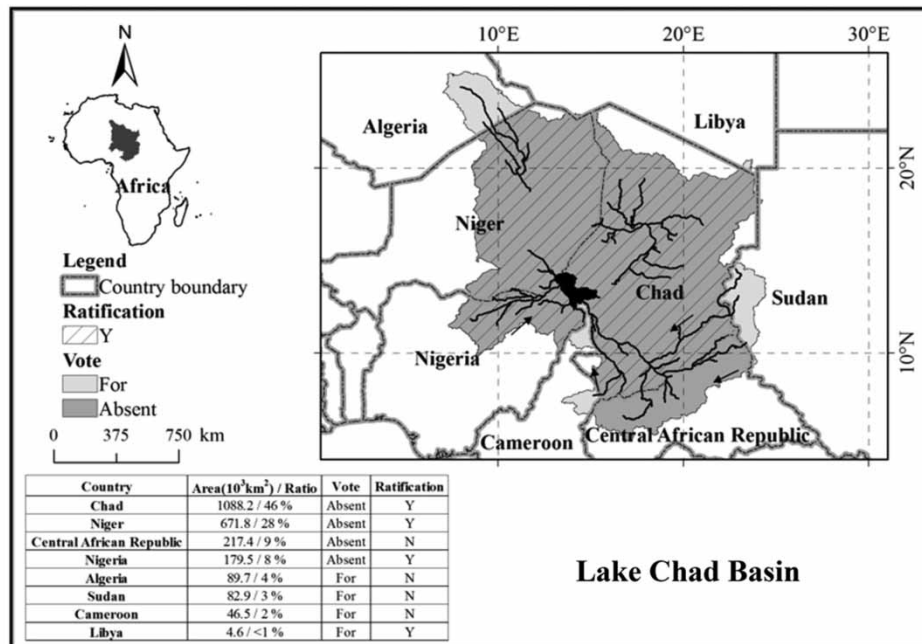 10°E 20°E 30°E
N
Algeria
Libya
20°N
Africa
Niger
Legend
Country boundary
Chad
Sudan
Ratification
Y
Vote
For
Nigeria
10°N
Absent
0 375 750 km
Cameroon
Central African Republic
Country Area(10³km²) / Ratio Vote Ratification
Chad 1088.2 / 46 % Absent Y
Niger 671.8 / 28 % Absent Y
Central African Republic 217.4 / 9 % Absent N
Nigeria 179.5 / 8 % Absent Y
Algeria 89.7 / 4 % For N
Sudan 82.9 / 3 % For N
Cameroon 46.5 / 2 % For N
Libya 4.6 / <1 % For Y
Lake Chad Basin